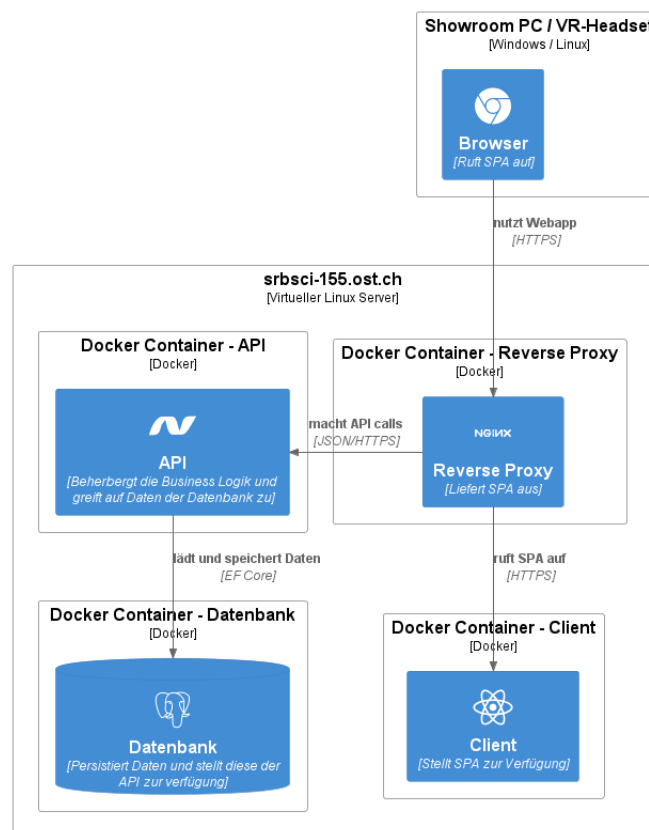 Showroom PC / VR-Headset
[Windows / Linux]
Browser
[Ruft SPA auf]
nutzt Webapp
[HTTPS]
srbsci-155.ost.ch
[Virtueller Linux Server]
Docker Container - API
[Docker]
API
[Beherbergt die Business Logik und
greift auf Daten der Datenbank zu]
macht API calls
[JSON/HTTPS]
Docker Container - Reverse Proxy
[Docker]
NGINX
Reverse Proxy
[Liefert SPA aus]
lädt und speichert Daten
[EF Core]
ruft SPA auf
[HTTPS]
Docker Container - Datenbank
[Docker]
Datenbank
[Persistiert Daten und stellt diese der
API zur verfügung]
Docker Container - Client
[Docker]
Client
[Stellt SPA zur Verfügung]